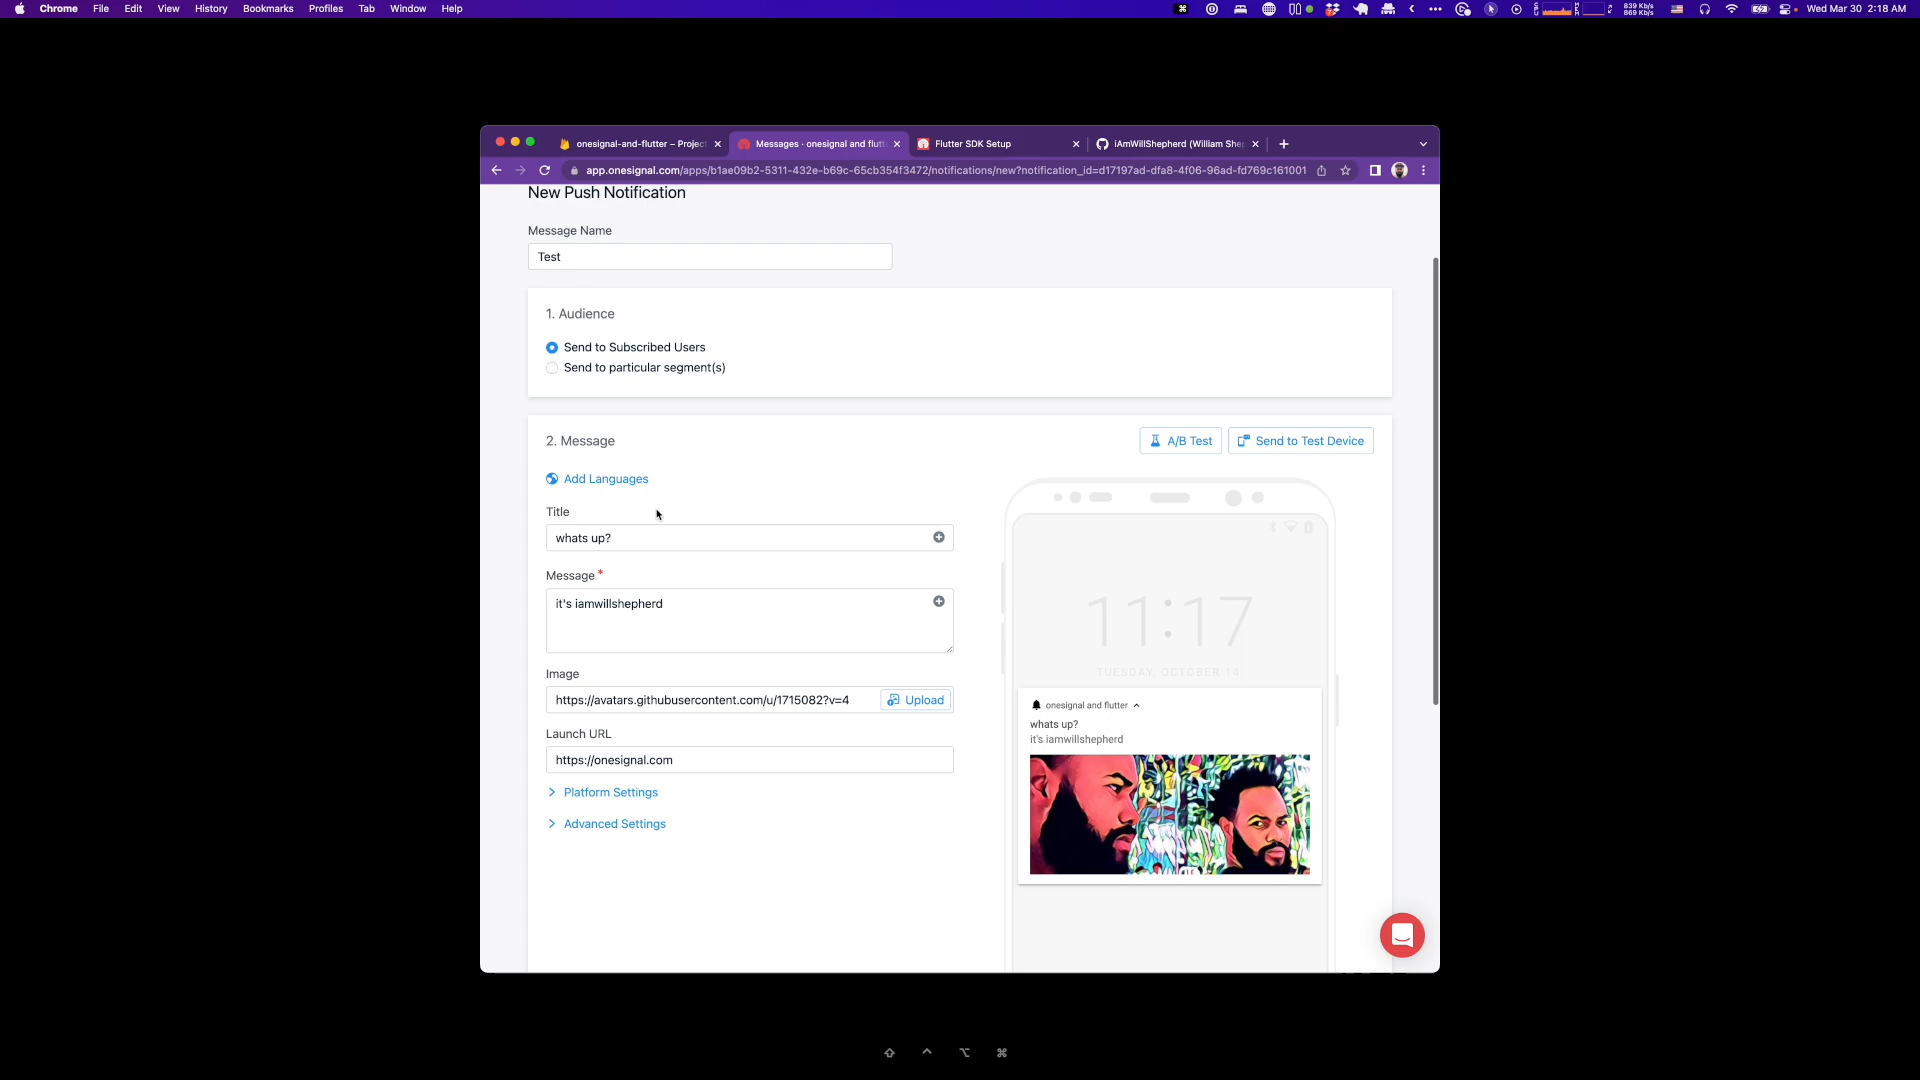 Chrome File Edit View History Bookmarks Profiles Tab Window Help
839 Kb/s
869 Kb/s
Wed Mar 30 2:18 AM
onesignal-and-flutter – Project
Messages · onesignal and flutt
Flutter SDK Setup
iAmWillShepherd (William She
app.onesignal.com/apps/b1ae09b2-5311-432e-b69c-65cb354f3472/notifications/new?notification_id=d17197ad-dfa8-4f06-96ad-fd769c161001
New Push Notification
Message Name
Test
1. Audience
Send to Subscribed Users
Send to particular segment(s)
2. Message
A/B Test
Send to Test Device
Add Languages
Title
whats up?
Message *
it's iamwillshepherd
Image
https://avatars.githubusercontent.com/u/1715082?v=4
Upload
Launch URL
https://onesignal.com
Platform Settings
Advanced Settings
11:17
TUESDAY, OCTOBER 14
onesignal and flutter
whats up?
it's iamwillshepherd